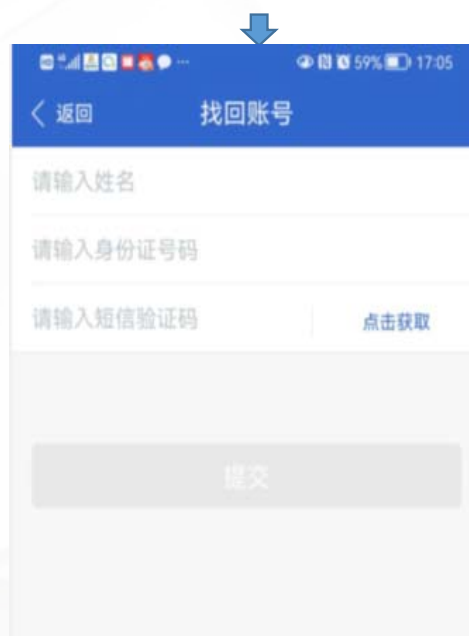 59% 17:05
返回 找回账号
请输入姓名
请输入身份证号码
请输入短信验证码 点击获取
提交